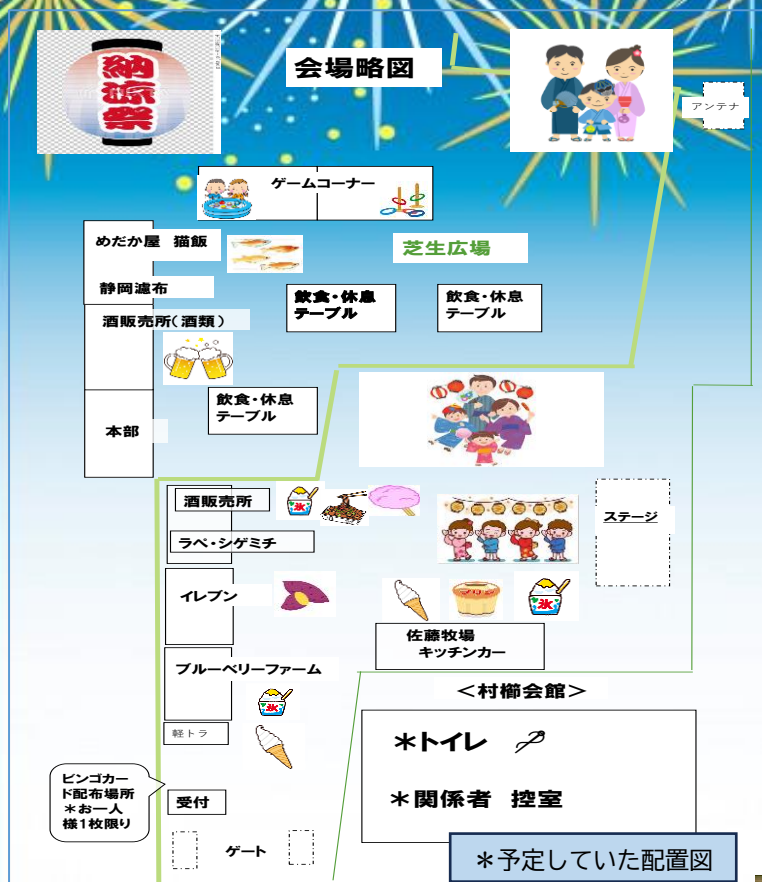 納涼祭
会場略図
アンテナ
ゲームコーナー
めだか屋 猫飯
芝生広場
静岡濾布
飲食・休息
テーブル
飲食・休息
テーブル
酒販売所(酒類)
飲食・休息
テーブル
本部
酒販売所
氷
ステージ
ラペ・シゲミチ
イレブン
氷
佐藤牧場
キッチンカー
ブルーベリーファーム
<村櫛会館>
氷
軽トラ
*トイレ
ビンゴカー
ド配布場所
*お一人
様1枚限り
受付
*関係者 控室
ゲート
*予定していた配置図